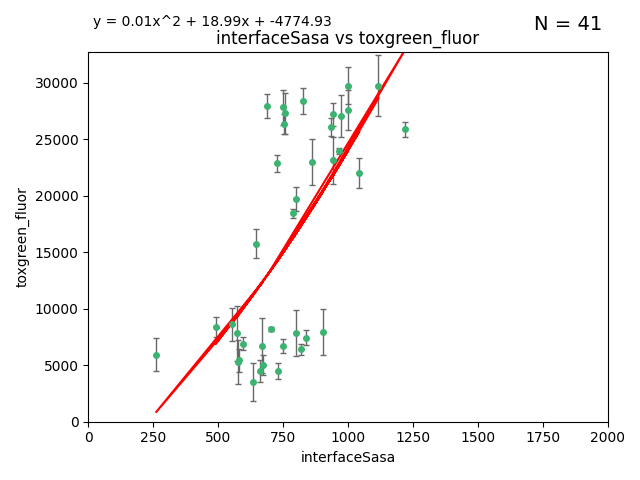 y = 0.01x^2 + 18.99x + -4774.93
N = 41
interfaceSasa vs toxgreen_fluor
30000
25000
20000
15000
10000
5000
0
toxgreen_fluor
0 250 500 750 1000 1250 1500 1750 2000
interfaceSasa